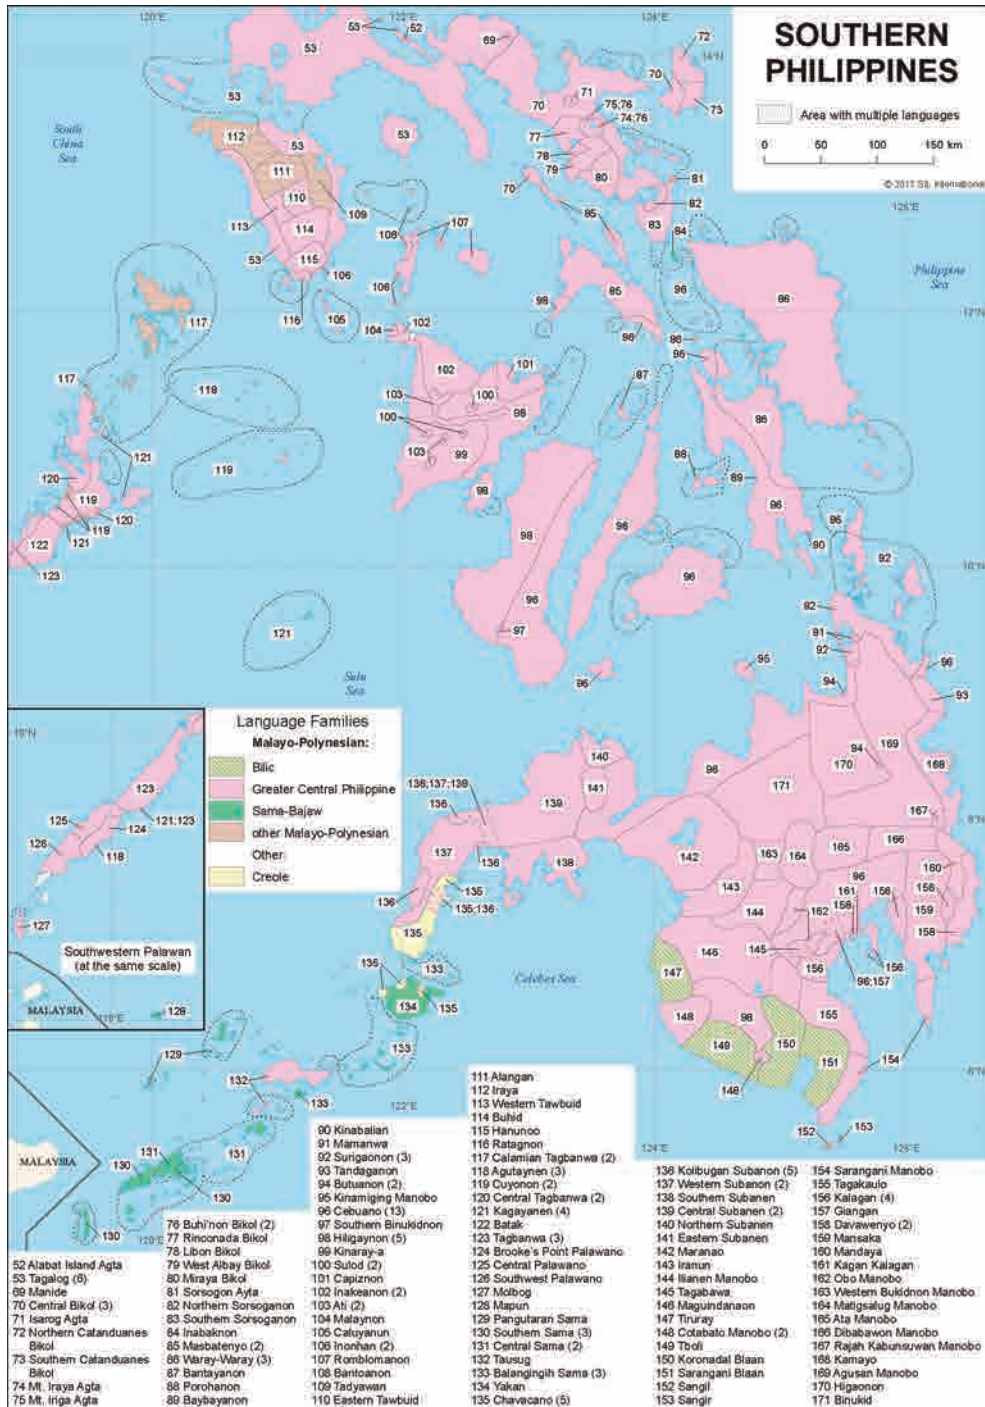 SOUTHERN
PHILIPPINES
Area with multiple languages
0 50 100 150 km
© 2017 SIL International
120°E
122°E
124°E
14°N
126°E
12°N
10°N
8°N
6°N
South
China
Sea
Philippine
Sea
Sulu
Sea
Celebes Sea
Language Families
Malayo-Polynesian:
Bilic
Greater Central Philippine
Sama-Bajaw
other Malayo-Polynesian
Other
Creole
Southwestern Palawan
(at the same scale)
MALAYSIA
MALAYSIA
52 Alabat Island Agta
53 Tagalog (6)
69 Manide
70 Central Bikol (3)
71 Isarog Agta
72 Northern Catanduanes
Bikol
73 Southern Catanduanes
Bikol
74 Mt. Iraya Agta
75 Mt. Iriga Agta
76 Buhi'non Bikol (2)
77 Rinconada Bikol
78 Libon Bikol
79 West Albay Bikol
80 Miraya Bikol
81 Sorsogon Ayta
82 Northern Sorsoganon
83 Southern Sorsoganon
84 Inabaknon
85 Masbatenyo (2)
86 Waray-Waray (3)
87 Bantayanon
88 Porohanon
89 Baybayanon
90 Kinabalian
91 Mamanwa
92 Surigaonon (3)
93 Tandaganon
94 Butuanon (2)
95 Kinamiging Manobo
96 Cebuano (13)
97 Southern Binukidnon
98 Hiligaynon (5)
99 Kinaray-a
100 Sulod (2)
101 Capiznon
102 Inakeanon (2)
103 Ati (2)
104 Malaynon
105 Caluyanun
106 Inonhan (2)
107 Romblomanon
108 Bantoanon
109 Tadyawan
110 Eastern Tawbuid
111 Alangan
112 Iraya
113 Western Tawbuid
114 Buhid
115 Hanunoo
116 Ratagnon
117 Calamian Tagbanwa (2)
118 Agutaynen (3)
119 Cuyonon (2)
120 Central Tagbanwa (2)
121 Kagayanen (4)
122 Batak
123 Tagbanwa (3)
124 Brooke's Point Palawano
125 Central Palawano
126 Southwest Palawano
127 Molbog
128 Mapun
129 Pangutaran Sama
130 Southern Sama (3)
131 Central Sama (2)
132 Tausug
133 Balangingih Sama (3)
134 Yakan
135 Chavacano (5)
136 Kolibugan Subanon (5)
137 Western Subanon (2)
138 Southern Subanen
139 Central Subanen (2)
140 Northern Subanen
141 Eastern Subanen
142 Maranao
143 Iranun
144 Ilianen Manobo
145 Tagabawa
146 Maguindanaon
147 Tiruray
148 Cotabato Manobo (2)
149 Tboli
150 Koronadal Blaan
151 Sarangani Blaan
152 Sangil
153 Sangir
154 Sarangani Manobo
155 Tagakaulo
156 Kalagan (4)
157 Giangan
158 Davawenyo (2)
159 Mansaka
160 Mandaya
161 Kagan Kalagan
162 Obo Manobo
163 Western Bukidnon Manobo
164 Matigsalug Manobo
165 Ata Manobo
166 Dibabawon Manobo
167 Rajah Kabunsuwan Manobo
168 Kamayo
169 Agusan Manobo
170 Higaonon
171 Binukid